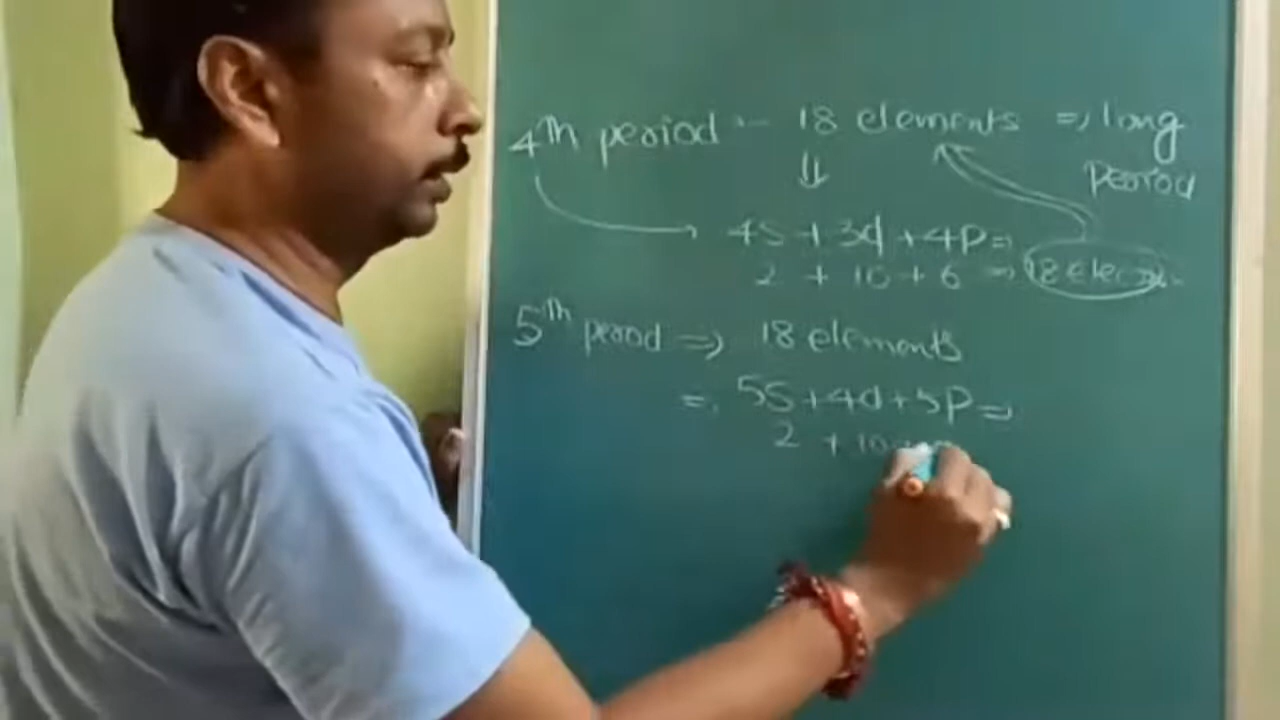 4th period :- 18 elements => long
period
⇓
4S + 3d + 4P =>
2 + 10 + 6 => 18 elem
5th period => 18 elements
=> 5S + 4d + 5P =>
2 + 10 +